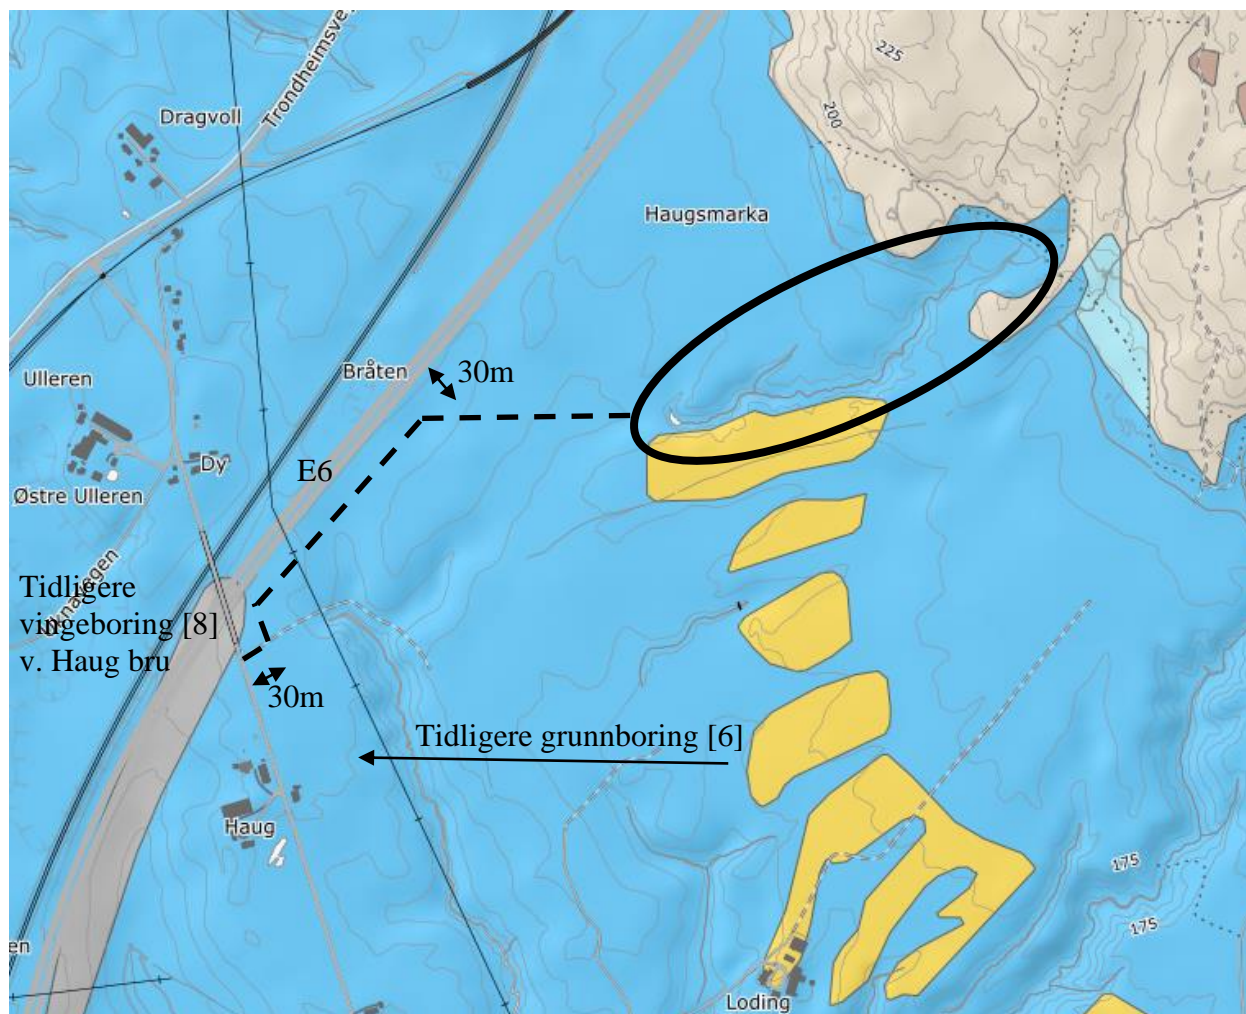 225
Trondheimsve
Dragvoll
200
Haugsmarka
Bråten
30m
Ulleren
Dy
E6
Østre Ulleren
Tidligere
vingeboring [8]
v. Haug bru
30m
Tidligere grunnboring [6]
Haug
175
175
en
Loding